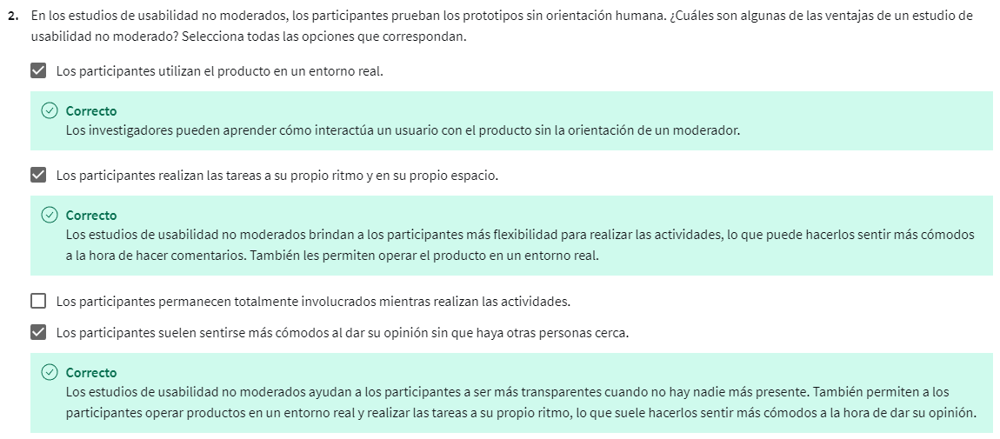 2. En los estudios de usabilidad no moderados, los participantes prueban los prototipos sin orientación humana. ¿Cuáles son algunas de las ventajas de un estudio de
usabilidad no moderado? Selecciona todas las opciones que correspondan.
Los participantes utilizan el producto en un entorno real.
Correcto
Los investigadores pueden aprender cómo interactúa un usuario con el producto sin la orientación de un moderador.
Los participantes realizan las tareas a su propio ritmo y en su propio espacio.
Correcto
Los estudios de usabilidad no moderados brindan a los participantes más flexibilidad para realizar las actividades, lo que puede hacerlos sentir más cómodos
a la hora de hacer comentarios. También les permiten operar el producto en un entorno real.
Los participantes permanecen totalmente involucrados mientras realizan las actividades.
Los participantes suelen sentirse más cómodos al dar su opinión sin que haya otras personas cerca.
Correcto
Los estudios de usabilidad no moderados ayudan a los participantes a ser más transparentes cuando no hay nadie más presente. También permiten a los
participantes operar productos en un entorno real y realizar las tareas a su propio ritmo, lo que suele hacerlos sentir más cómodos a la hora de dar su opinión.